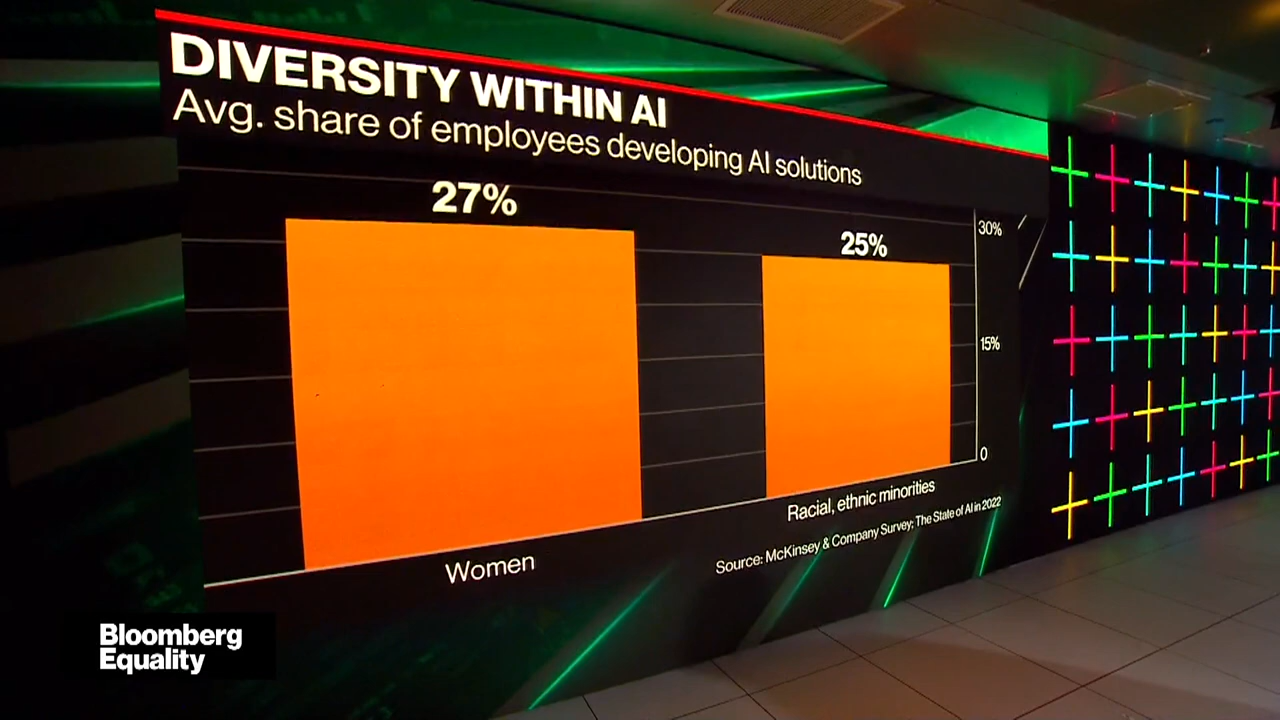 DIVERSITY WITHIN AI
Avg. share of employees developing AI solutions
27%
25%
30%
15%
0
Women
Racial, ethnic minorities
Source: McKinsey & Company Survey; The State of AI in 2022
Bloomberg
Equality